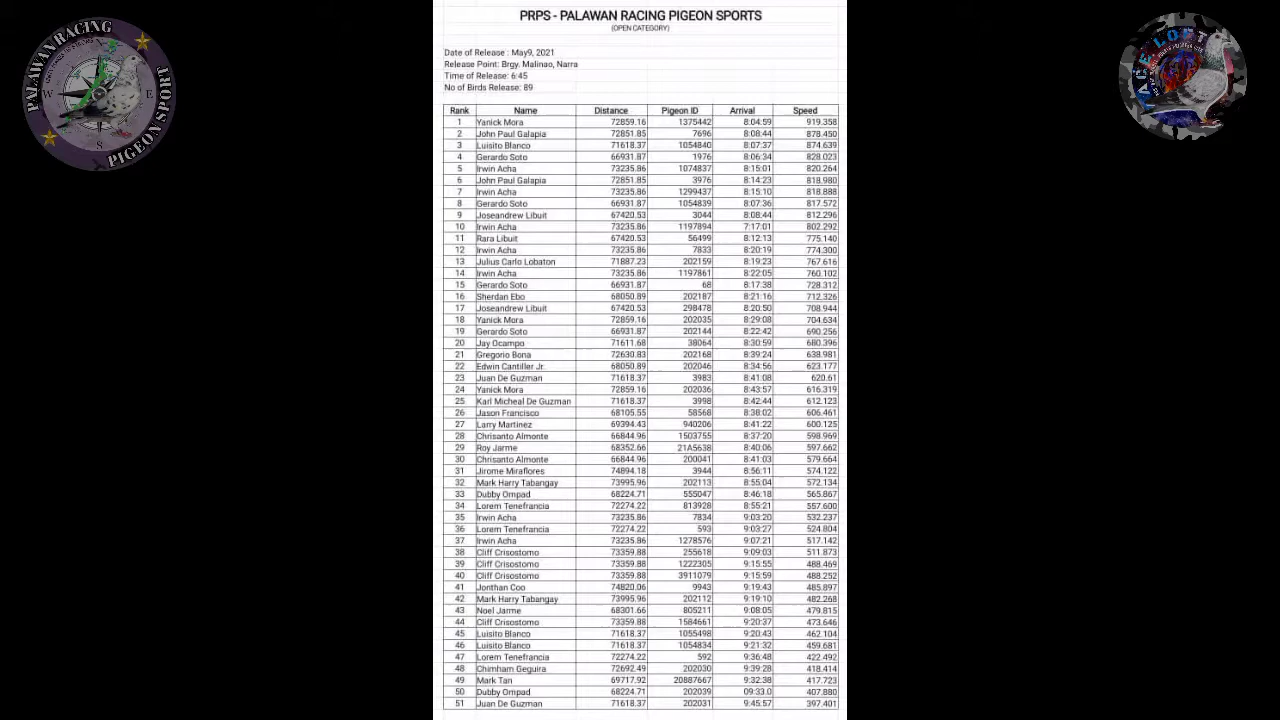 PRPS - PALAWAN RACING PIGEON SPORTS
(OPEN CATEGORY)
PALAWAN RACING
PIGEON SPORT
W E
S
Date of Release : May9, 2021
Release Point: Brgy. Malinao, Narra
Time of Release: 6:45
No of Birds Release: 89
Rank Name Distance Pigeon ID Arrival Speed
1 Yanick Mora 72859.16 1375442 8:04:59 919.358
2 John Paul Galapia 72851.85 7696 8:08:44 878.450
3 Luisito Blanco 71618.37 1054840 8:07:37 874.639
4 Gerardo Soto 66931.87 1976 8:06:34 828.023
5 Irwin Acha 73235.86 1074837 8:15:01 820.264
6 John Paul Galapia 72851.85 3976 8:14:23 818.980
7 Irwin Acha 73235.86 1299437 8:15:10 818.888
8 Gerardo Soto 66931.87 1054839 8:07:36 817.572
9 Joseandrew Libuit 67420.53 3044 8:08:44 812.296
10 Irwin Acha 73235.86 1197894 7:17:01 802.292
11 Rara Libuit 67420.53 56499 8:12:13 775.140
12 Irwin Acha 73235.86 7833 8:20:19 774.300
13 Julius Carlo Lobaton 71887.23 202159 8:19:23 767.616
14 Irwin Acha 73235.86 1197861 8:22:05 760.102
15 Gerardo Soto 66931.87 68 8:17:38 728.312
16 Sherdan Ebo 68050.89 202187 8:21:16 712.326
17 Joseandrew Libuit 67420.53 298478 8:20:50 708.944
18 Yanick Mora 72859.16 202035 8:29:08 704.634
19 Gerardo Soto 66931.87 202144 8:22:42 690.256
20 Jay Ocampo 71611.68 38064 8:30:59 680.396
21 Gregorio Bona 72630.83 202168 8:39:24 638.981
22 Edwin Cantiller Jr. 68050.89 202046 8:34:56 623.177
23 Juan De Guzman 71618.37 3983 8:41:08 620.61
24 Yanick Mora 72859.16 202036 8:43:57 616.319
25 Karl Micheal De Guzman 71618.37 3998 8:42:44 612.123
26 Jason Francisco 68105.55 58568 8:38:02 606.461
27 Larry Martinez 69394.43 940206 8:41:22 600.125
28 Chrisanto Almonte 66844.96 1503755 8:37:20 598.969
29 Roy Jarme 68352.66 21A5638 8:40:06 597.662
30 Chrisanto Almonte 66844.96 200041 8:41:03 579.664
31 Jirome Miraflores 74894.18 3944 8:56:11 574.122
32 Mark Harry Tabangay 73995.96 202113 8:55:04 572.134
33 Dubby Ompad 68224.71 555047 8:46:18 565.867
34 Lorem Tenefrancia 72274.22 813928 8:55:21 557.600
35 Irwin Acha 73235.86 7834 9:03:20 532.237
36 Lorem Tenefrancia 72274.22 593 9:03:27 524.804
37 Irwin Acha 73235.86 1278576 9:07:21 517.142
38 Cliff Crisostomo 73359.88 255618 9:09:03 511.873
39 Cliff Crisostomo 73359.88 1222305 9:15:55 488.469
40 Cliff Crisostomo 73359.88 3911079 9:15:59 488.252
41 Jonthan Coo 74820.06 9943 9:19:43 485.897
42 Mark Harry Tabangay 73995.96 202112 9:19:10 482.268
43 Noel Jarme 68301.66 805211 9:08:05 479.815
44 Cliff Crisostomo 73359.88 1584661 9:20:37 473.646
45 Luisito Blanco 71618.37 1055498 9:20:43 462.104
46 Luisito Blanco 71618.37 1054834 9:21:32 459.681
47 Lorem Tenefrancia 72274.22 592 9:36:48 422.492
48 Chimham Geguira 72692.49 202030 9:39:28 418.414
49 Mark Tan 69717.92 20887667 9:32:38 417.723
50 Dubby Ompad 68224.71 202039 09:33.0 407.880
51 Juan De Guzman 71618.37 202031 9:45:57 397.401